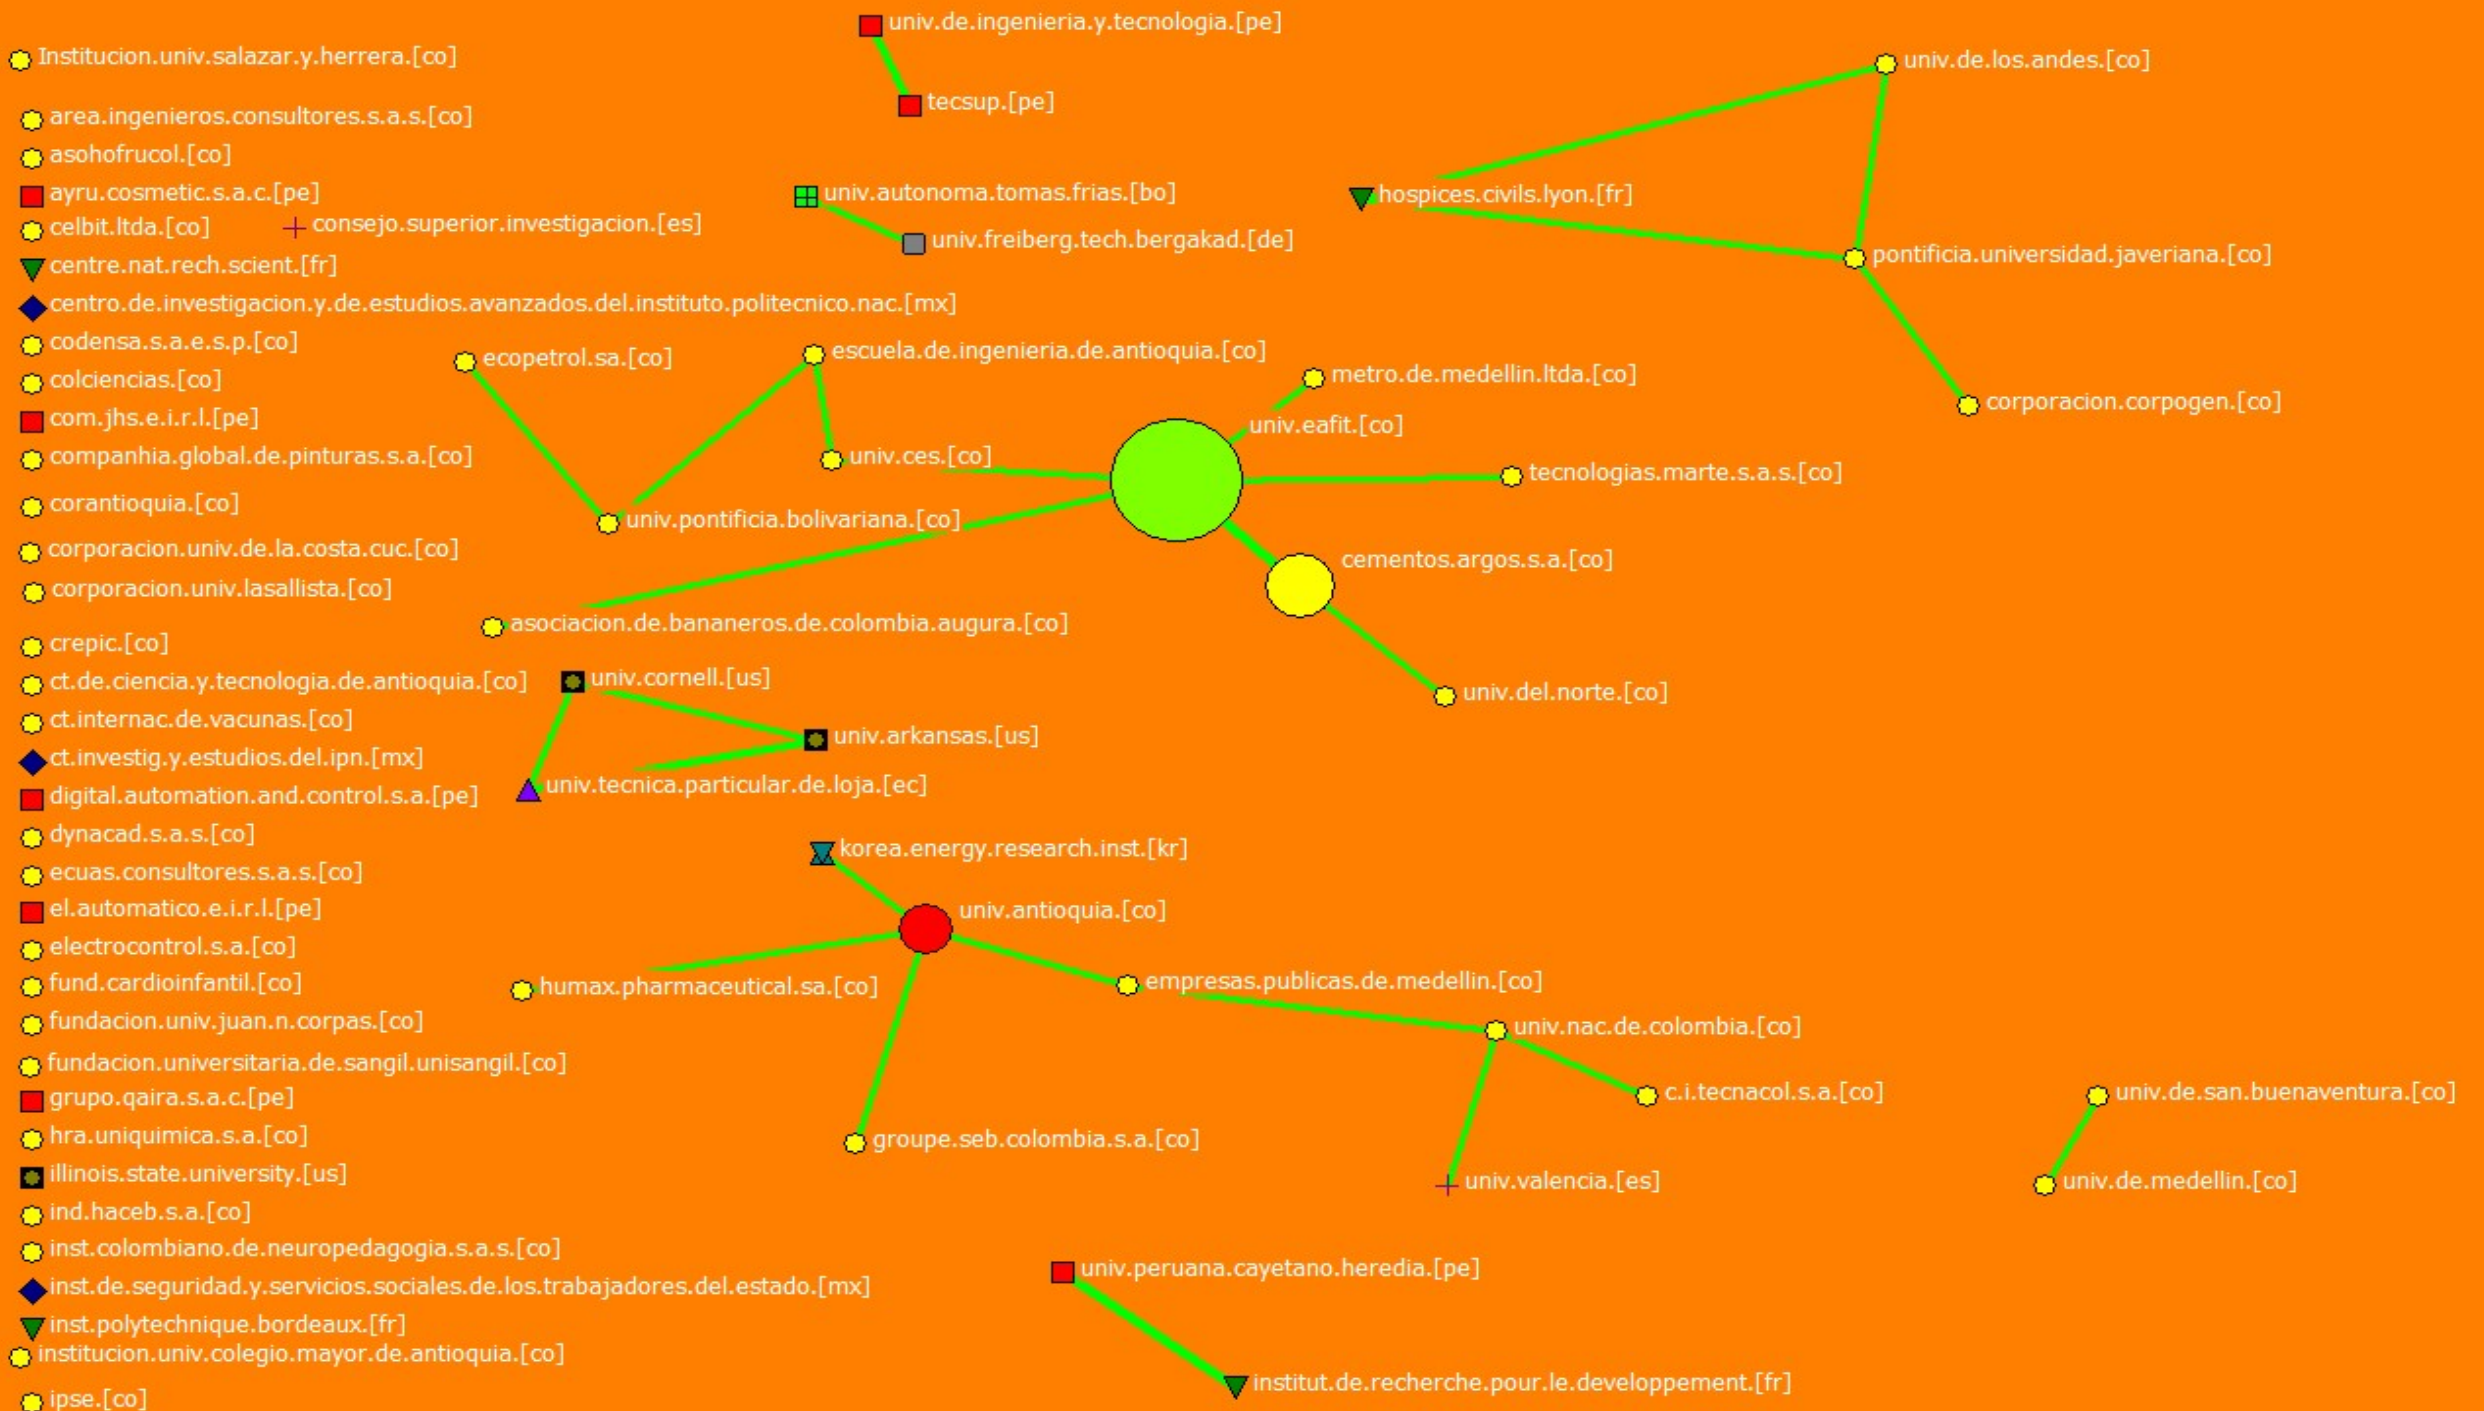 univ.de.ingenieria.y.tecnologia.[pe]
Institucion.univ.salazar.y.herrera.[co]
univ.de.los.andes.[co]
tecsup.[pe]
area.ingenieros.consultores.s.a.s.[co]
asohofrucol.[co]
ayru.cosmetic.s.a.c.[pe]
univ.autonoma.tomas.frias.[bo]
hospices.civils.lyon.[fr]
celbit.ltda.[co]
consejo.superior.investigacion.[es]
univ.freiberg.tech.bergakad.[de]
pontificia.universidad.javeriana.[co]
centre.nat.rech.scient.[fr]
centro.de.investigacion.y.de.estudios.avanzados.del.instituto.politecnico.nac.[mx]
codensa.s.a.e.s.p.[co]
ecopetrol.sa.[co]
escuela.de.ingenieria.de.antioquia.[co]
metro.de.medellin.ltda.[co]
colciencias.[co]
corporacion.corpogen.[co]
com.jhs.e.i.r.l.[pe]
univ.eafit.[co]
companhia.global.de.pinturas.s.a.[co]
univ.ces.[co]
tecnologias.marte.s.a.s.[co]
corantioquia.[co]
univ.pontificia.bolivariana.[co]
corporacion.univ.de.la.costa.cuc.[co]
cementos.argos.s.a.[co]
corporacion.univ.lasallista.[co]
asociacion.de.bananeros.de.colombia.augura.[co]
crepic.[co]
ct.de.ciencia.y.tecnologia.de.antioquia.[co]
univ.cornell.[us]
univ.del.norte.[co]
ct.internac.de.vacunas.[co]
univ.arkansas.[us]
ct.investig.y.estudios.del.ipn.[mx]
univ.tecnica.particular.de.loja.[ec]
digital.automation.and.control.s.a.[pe]
dynacad.s.a.s.[co]
korea.energy.research.inst.[kr]
ecuas.consultores.s.a.s.[co]
el.automatico.e.i.r.l.[pe]
univ.antioquia.[co]
electrocontrol.s.a.[co]
fund.cardioinfantil.[co]
humax.pharmaceutical.sa.[co]
empresas.publicas.de.medellin.[co]
fundacion.univ.juan.n.corpas.[co]
univ.nac.de.colombia.[co]
fundacion.universitaria.de.sangil.unisangil.[co]
grupo.qaira.s.a.c.[pe]
c.i.tecnacol.s.a.[co]
univ.de.san.buenaventura.[co]
hra.uniquimica.s.a.[co]
groupe.seb.colombia.s.a.[co]
illinois.state.university.[us]
univ.valencia.[es]
univ.de.medellin.[co]
ind.haceb.s.a.[co]
inst.colombiano.de.neuropedagogia.s.a.s.[co]
univ.peruana.cayetano.heredia.[pe]
inst.de.seguridad.y.servicios.sociales.de.los.trabajadores.del.estado.[mx]
inst.polytechnique.bordeaux.[fr]
institucion.univ.colegio.mayor.de.antioquia.[co]
institut.de.recherche.pour.le.developpement.[fr]
ipse.[co]